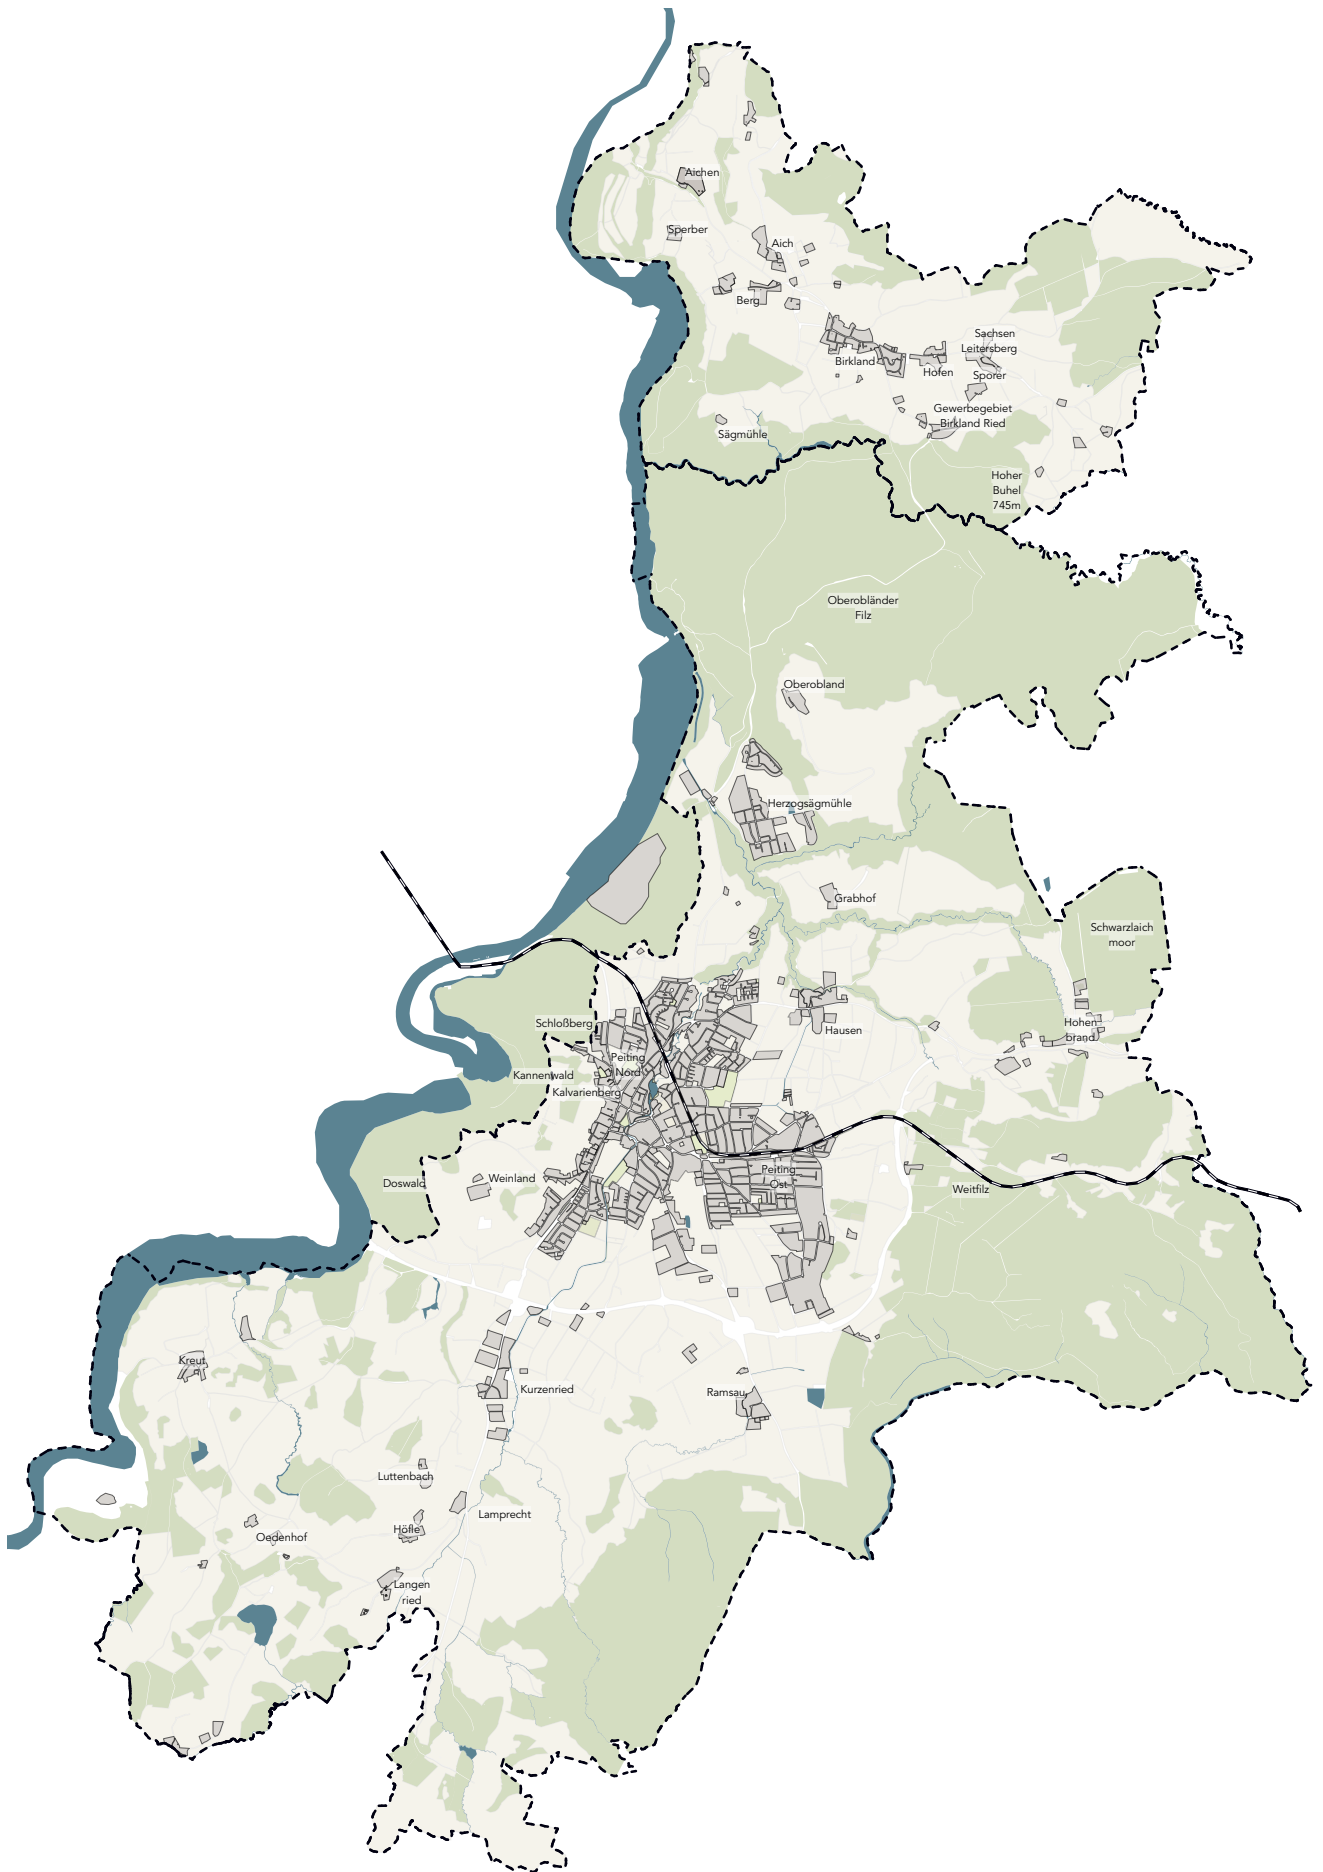 Aichen
Sperber
Aich
Berg
Sachsen
Leitersberg
Birkland
Hofen
Sporer
Gewerbegebiet
Birkland Ried
Sägmühle
Hoher
Buhel
745m
Oberobländer
Filz
Oberobland
Herzogsägmühle
Grabhof
Schwarzlaich
moor
Schloßberg
Hausen
Hohen
brand
Peiting
Nord
Kannenwald
Kalvarienberg
Peiting
Ost
Doswald
Weinland
Weitfilz
Kreut
Kurzenried
Ramsau
Luttenbach
Lamprecht
Höfle
Oedenhof
Langen
ried